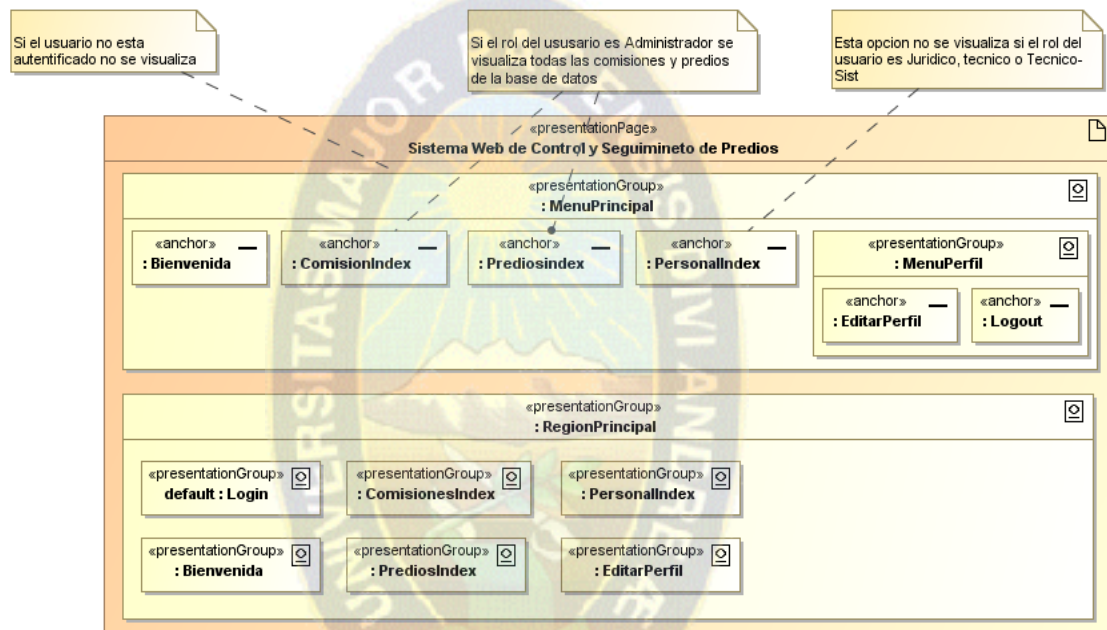 Si el usuario no esta
autentificado no se visualiza
Si el rol del ususario es Administrador se
visualiza todas las comisiones y predios
de la base de datos
Esta opcion no se visualiza si el rol del
usuario es Juridico, tecnico o Tecnico-
Sist
«presentationPage»
Sistema Web de Control y Seguimineto de Predios
«presentationGroup»
: MenuPrincipal
«anchor»
: Bienvenida
«anchor»
: ComisionIndex
«anchor»
: Prediosindex
«anchor»
: PersonalIndex
«presentationGroup»
: MenuPerfil
«anchor»
: EditarPerfil
«anchor»
: Logout
«presentationGroup»
: RegionPrincipal
«presentationGroup»
default : Login
«presentationGroup»
: ComisionesIndex
«presentationGroup»
: PersonalIndex
«presentationGroup»
: Bienvenida
«presentationGroup»
: PrediosIndex
«presentationGroup»
: EditarPerfil